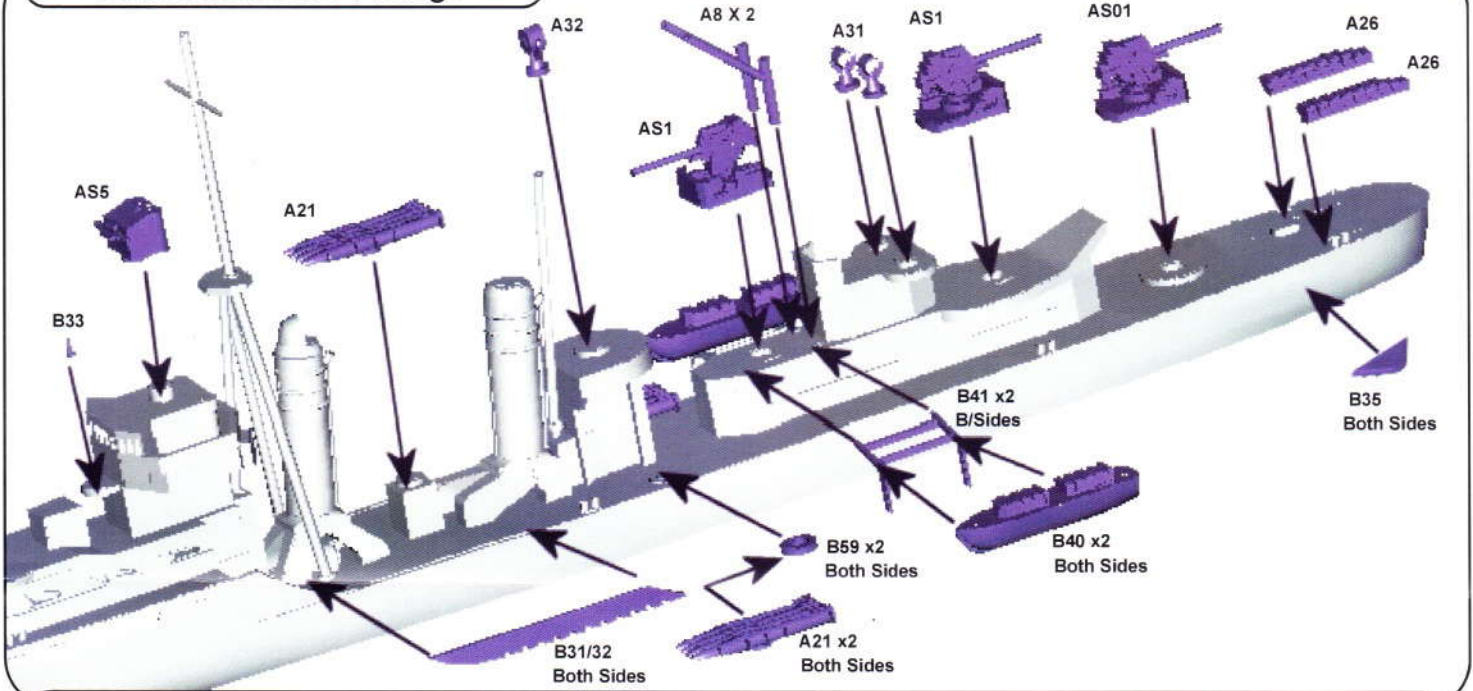 A32
A8 X 2
A31
AS1
AS01
A26
A26
AS1
AS5
A21
B33
B41 x2
B/Sides
B35
Both Sides
B59 x2
Both Sides
B40 x2
Both Sides
B31/32
Both Sides
A21 x2
Both Sides